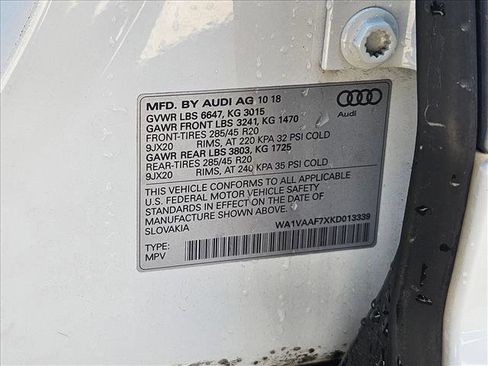 MFD. BY AUDI AG 10 18
GVWR LBS 6647, KG 3015
GAWR FRONT LBS 3241, KG 1470
FRONT-TIRES 285/45 R20
9JX20 RIMS, AT 220 KPA 32 PSI COLD
GAWR REAR LBS 3803, KG 1725
REAR-TIRES 285/45 R20
9JX20 RIMS, AT 240 KPA 35 PSI COLD
THIS VEHICLE CONFORMS TO ALL APPLICABLE
U.S. FEDERAL MOTOR VEHICLE SAFETY
STANDARDS IN EFFECT ON THE DATE OF
MANUFACTURE SHOWN ABOVE.
SLOVAKIA
WA1VAAF7XKD013339
TYPE:
MPV
Audi